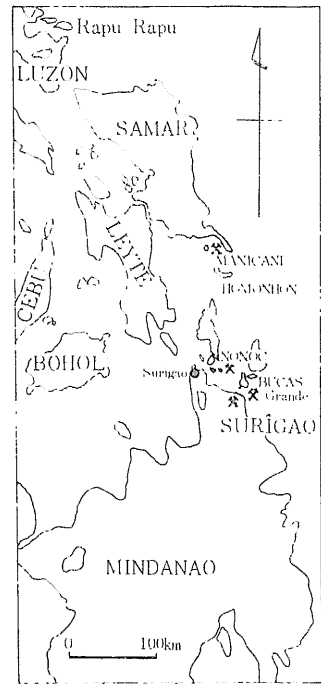 Rapu Rapu
LUZON
SAMAR
LEYTE
MANICANI
HOMONHON
CEBU
BOHOL
NONOC
Surigao
BUCAS
Grande
SURIGAO
MINDANAO
0 100km